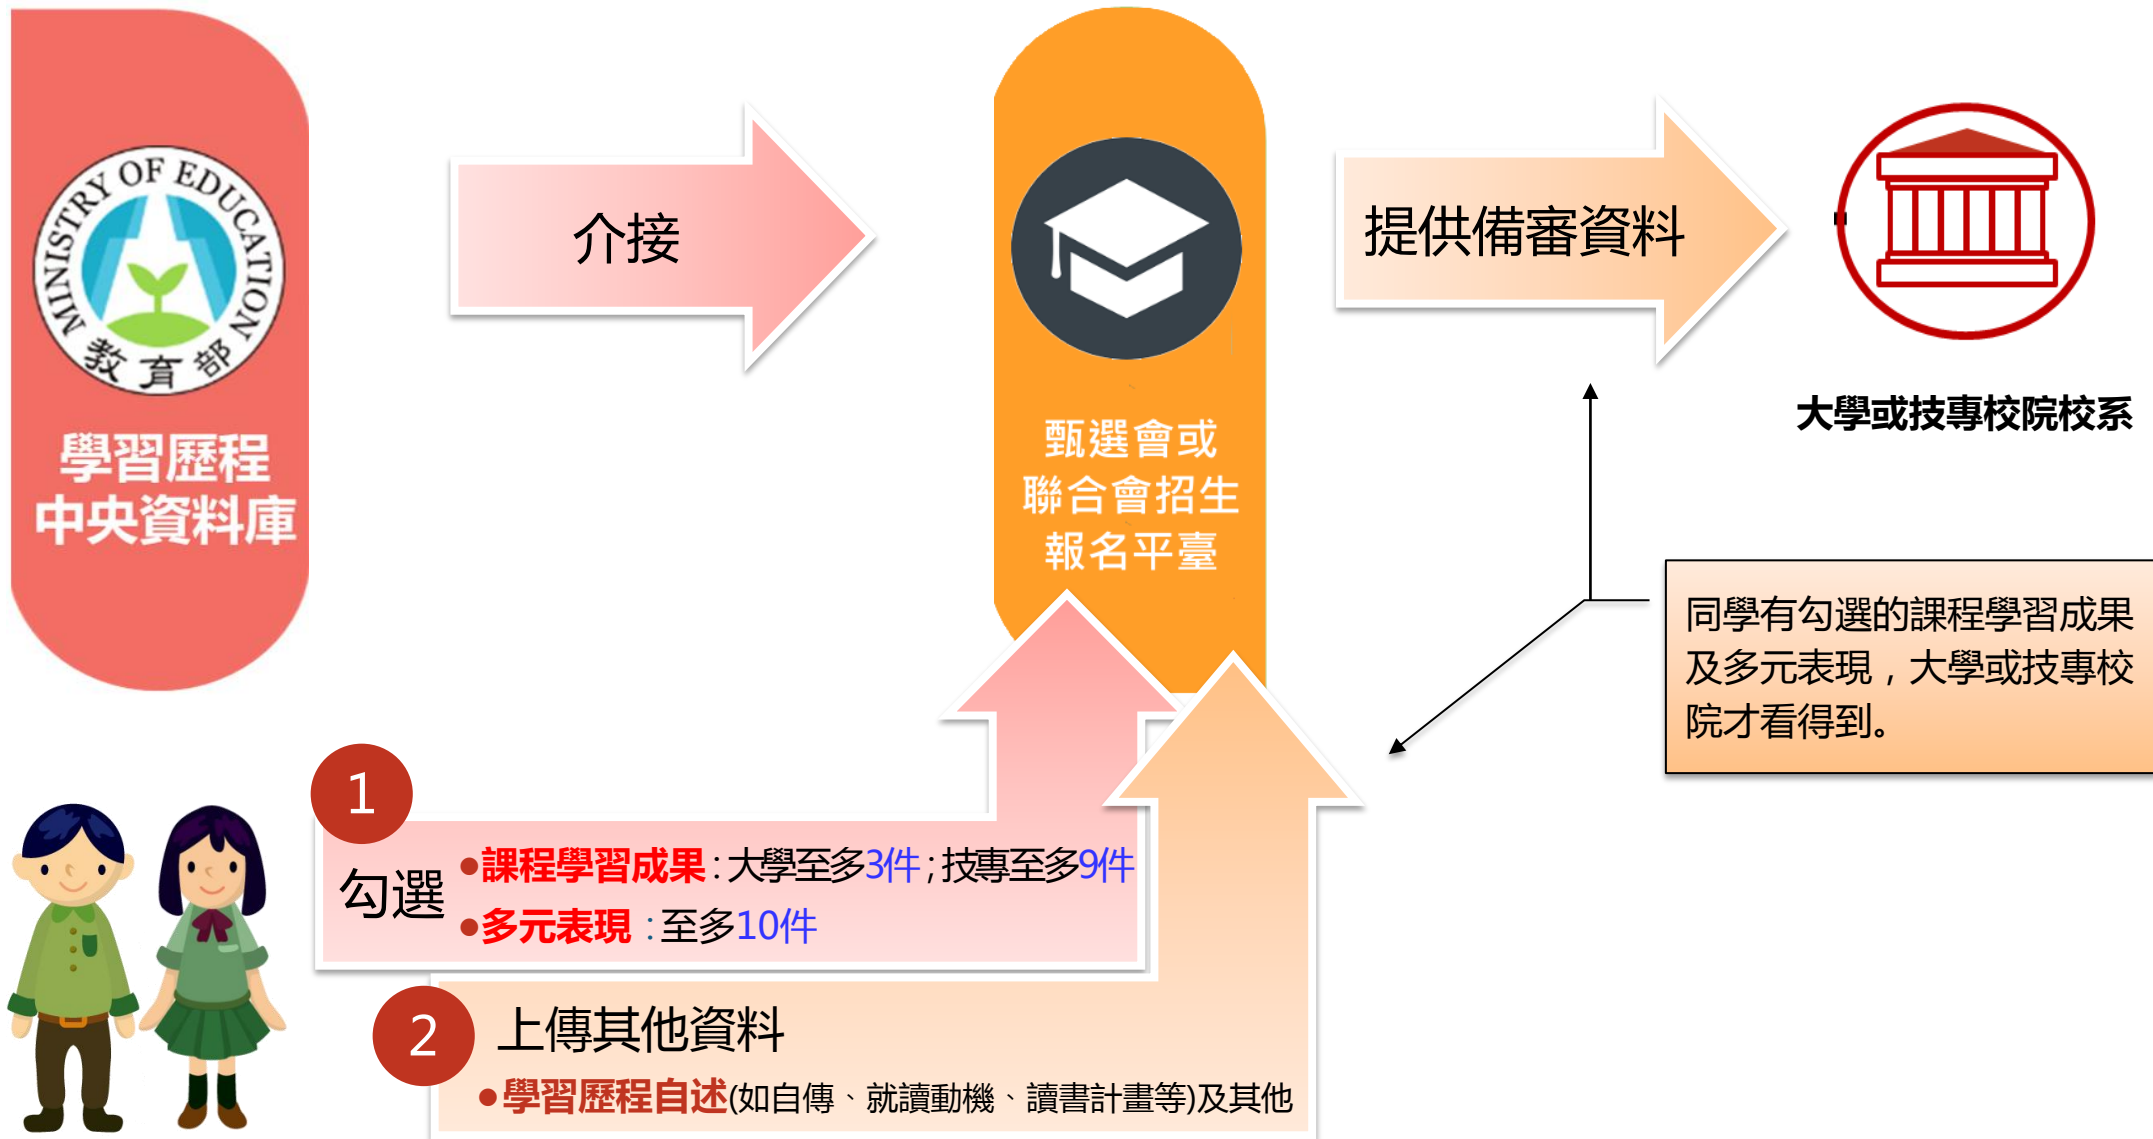 MINISTRY OF EDUCATION
教育部
學習歷程
中央資料庫
介接
甄選會或
聯合會招生
報名平臺
提供備審資料
大學或技專校院校系
同學有勾選的課程學習成果
及多元表現，大學或技專校
院才看得到。
1
勾選
●課程學習成果：大學至多3件；技專至多9件
●多元表現：至多10件
2
上傳其他資料
●學習歷程自述(如自傳、就讀動機、讀書計畫等)及其他